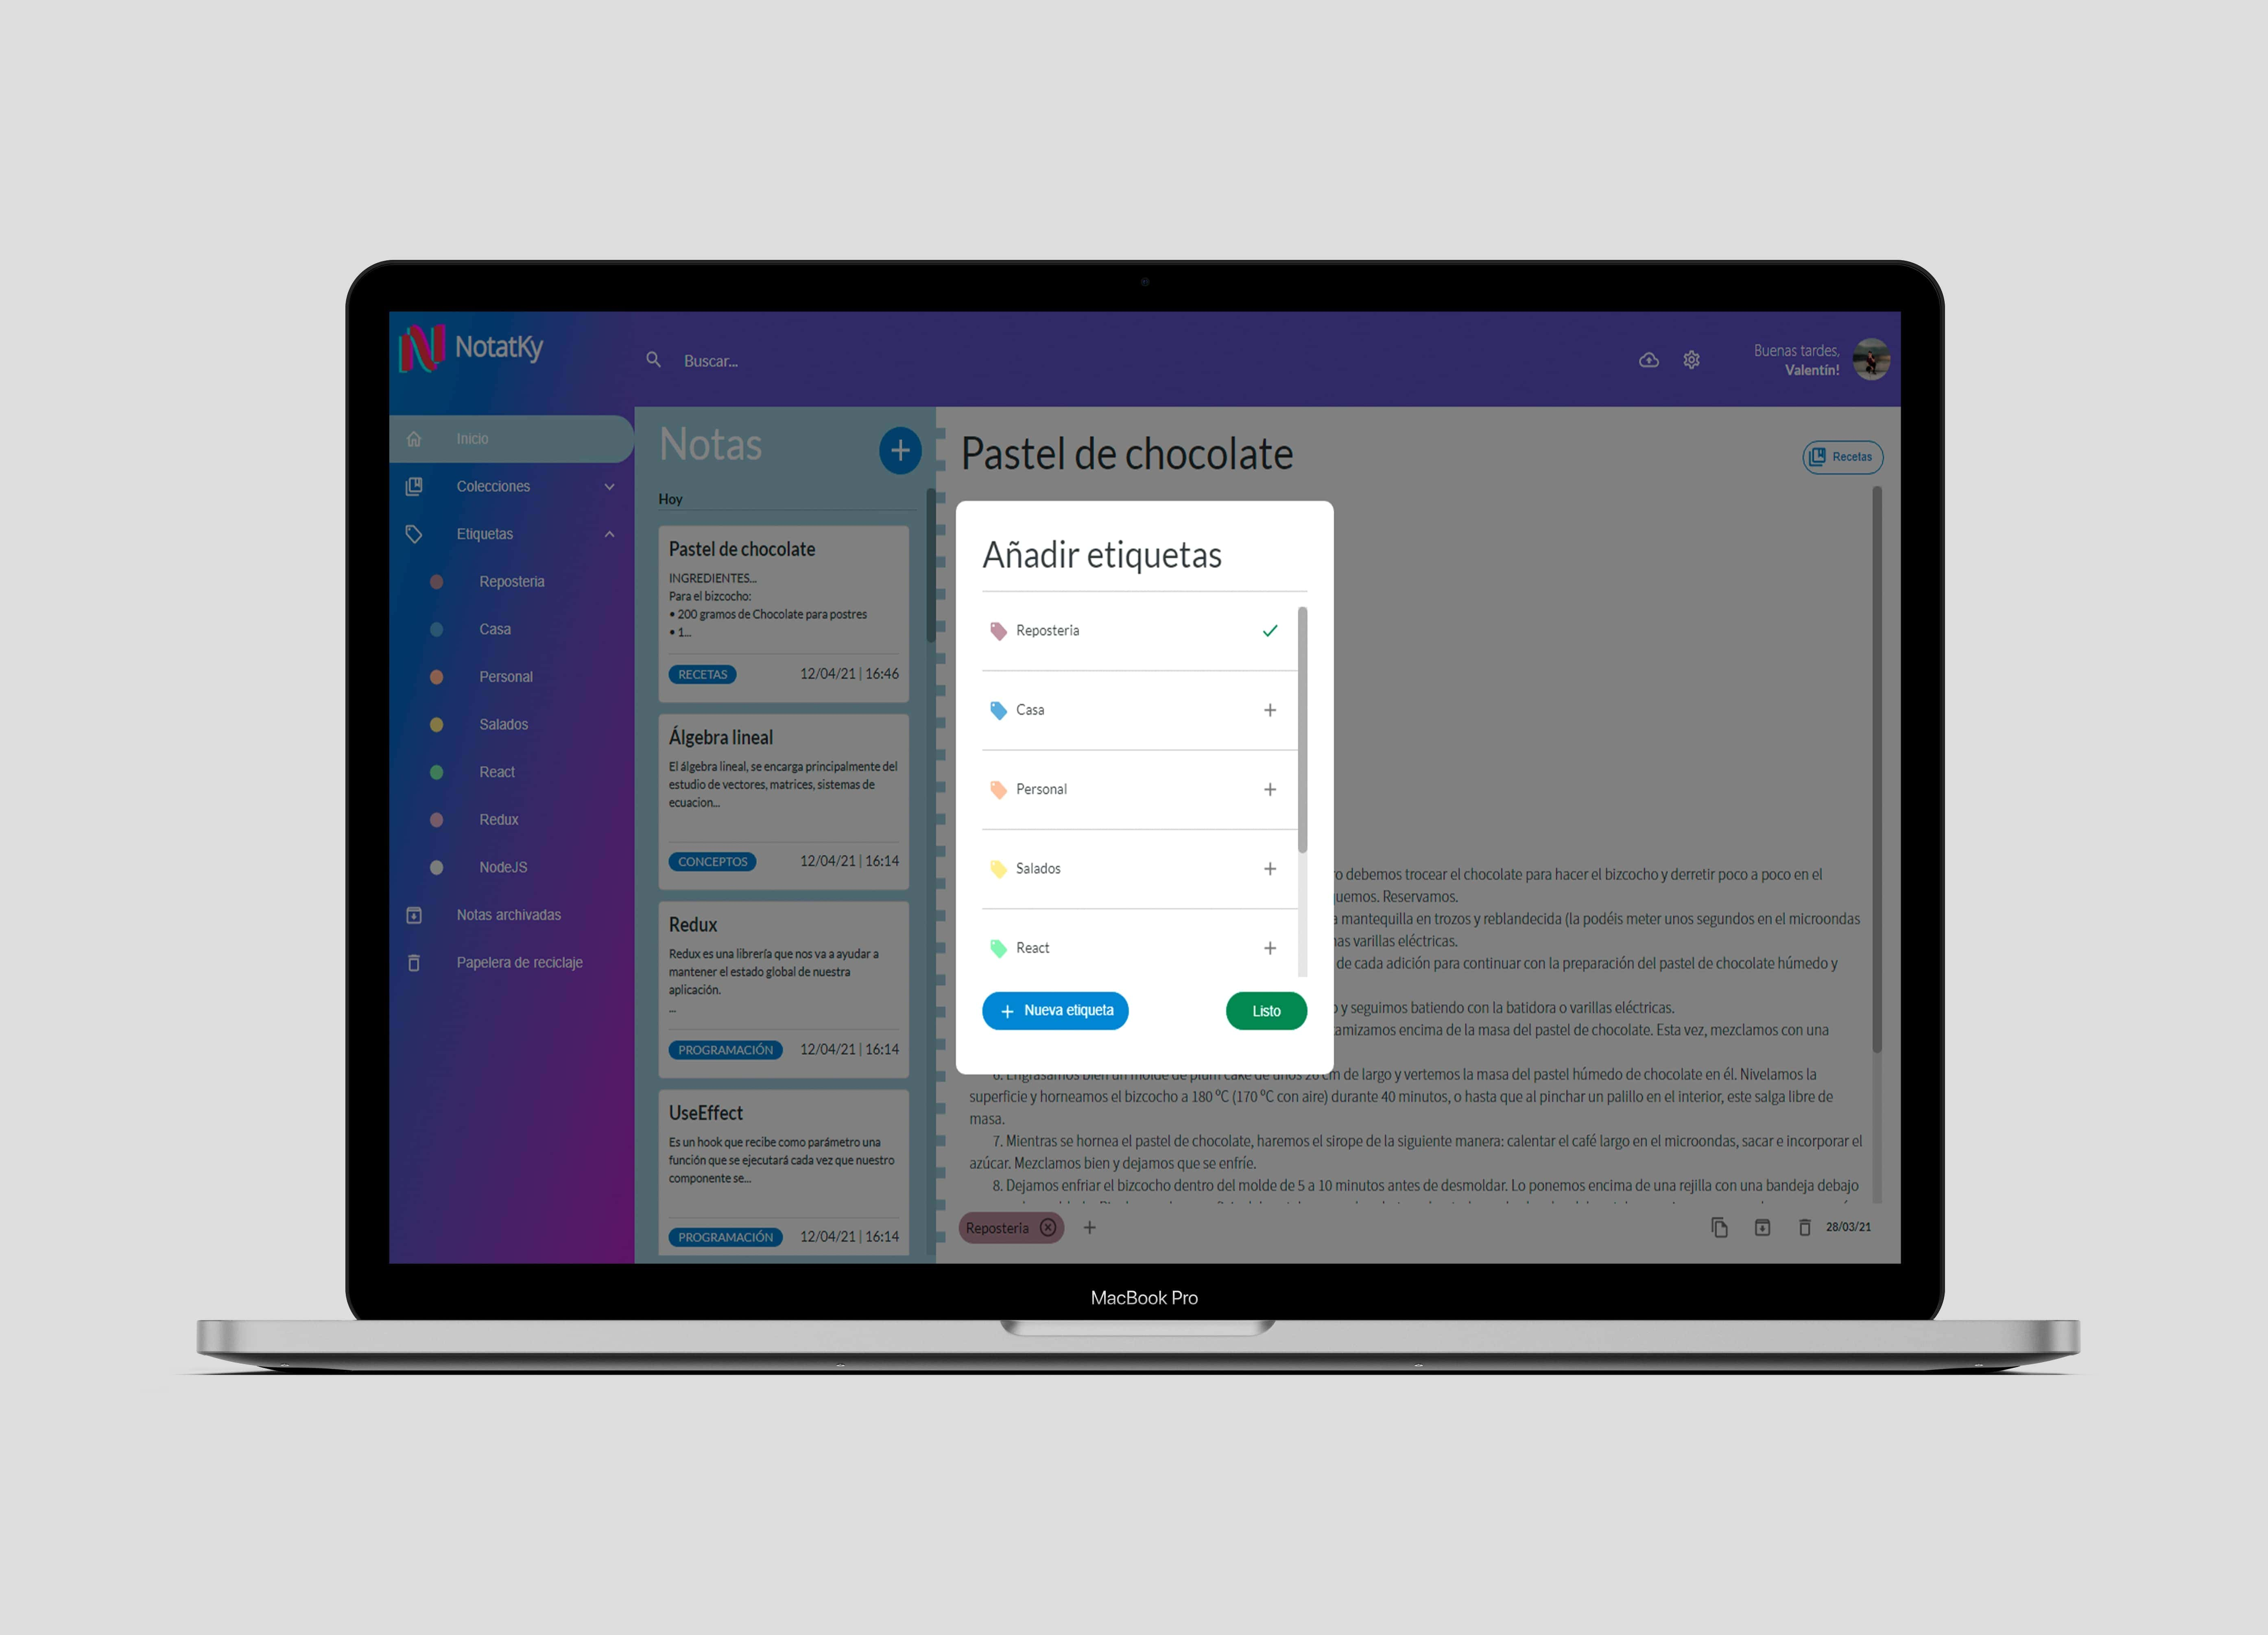 NotatKy
Buscar...
Buenas tardes,
Valentín!
Inicio
Colecciones
Etiquetas
Reposteria
Casa
Personal
Salados
React
Redux
NodeJS
Notas archivadas
Papelera de reciclaje
Notas
Hoy
Pastel de chocolate
INGREDIENTES...
Para el bizcocho:
• 200 gramos de Chocolate para postres
• 1...
RECETAS 12/04/21 | 16:46
Álgebra lineal
El álgebra lineal, se encarga principalmente del
estudio de vectores, matrices, sistemas de
ecuacion...
CONCEPTOS 12/04/21 | 16:14
Redux
Redux es una librería que nos va a ayudar a
mantener el estado global de nuestra
aplicación.
...
PROGRAMACIÓN 12/04/21 | 16:14
UseEffect
Es un hook que recibe como parámetro una
función que se ejecutará cada vez que nuestro
componente se...
PROGRAMACIÓN 12/04/21 | 16:14
Pastel de chocolate
Recetas
Añadir etiquetas
Reposteria
Casa
Personal
Salados
React
Nueva etiqueta
Listo
debemos trocear el chocolate para hacer el bizcocho y derretir poco a poco en el
Reservamos.
mantequilla en trozos y reblandecida (la podéis meter unos segundos en el microondas
varillas eléctricas.
de cada adición para continuar con la preparación del pastel de chocolate húmedo y
y seguimos batiendo con la batidora o varillas eléctricas.
encima de la masa del pastel de chocolate. Esta vez, mezclamos con una
6. Engrasamos bien un molde de plum cake de unos 26 cm de largo y vertemos la masa del pastel húmedo de chocolate en él. Nivelamos la
superficie y horneamos el bizcocho a 180 ºC (170 ºC con aire) durante 40 minutos, o hasta que al pinchar un palillo en el interior, este salga libre de
masa.
7. Mientras se hornea el pastel de chocolate, haremos el sirope de la siguiente manera: calentar el café largo en el microondas, sacar e incorporar el
azúcar. Mezclamos bien y dejamos que se enfríe.
8. Dejamos enfriar el bizcocho dentro del molde de 5 a 10 minutos antes de desmoldar. Lo ponemos encima de una rejilla con una bandeja debajo
Reposteria
28/03/21
MacBook Pro